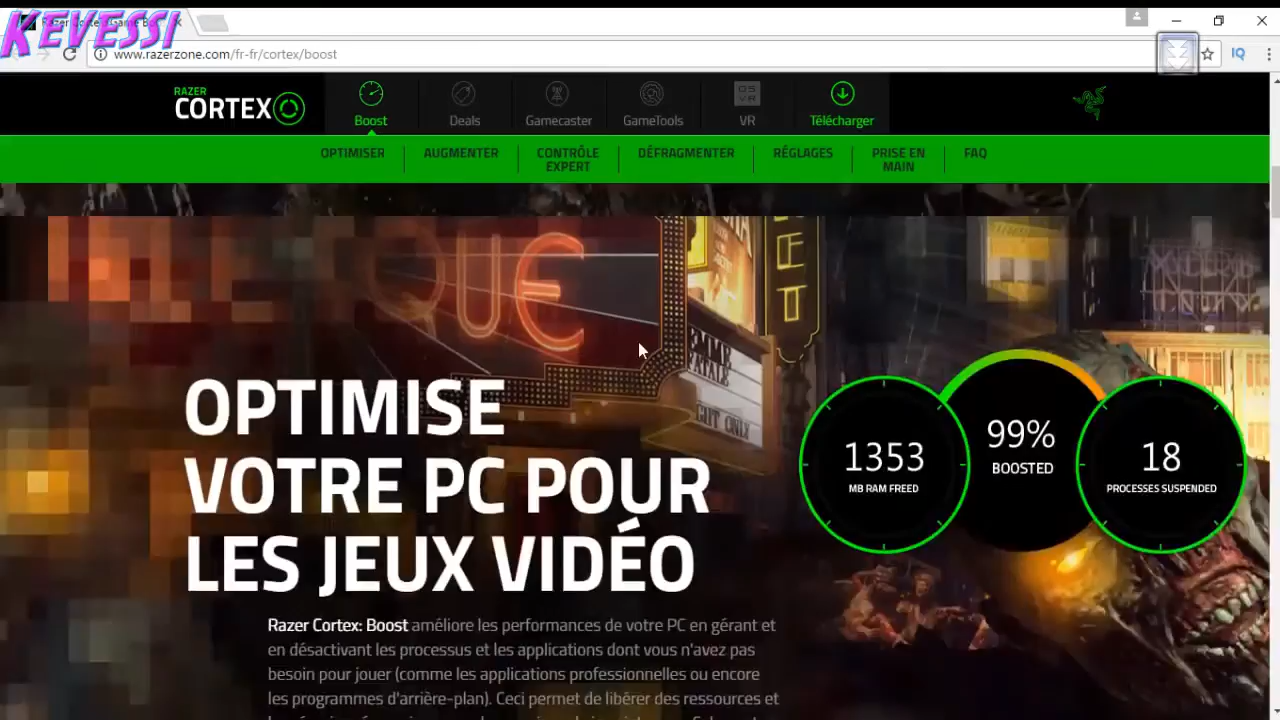 KEVESSI
www.razerzone.com/fr-fr/cortex/boost
IQ
RAZER
CORTEX
Boost
Deals
Gamecaster
GameTools
VR
Télécharger
OPTIMISER
AUGMENTER
CONTRÔLE
EXPERT
DÉFRAGMENTER
RÉGLAGES
PRISE EN
MAIN
FAQ
QUE
FATALE
OPTIMISE
VOTRE PC POUR
LES JEUX VIDÉO
1353
MB RAM FREED
99%
BOOSTED
18
PROCESSES SUSPENDED
Razer Cortex: Boost améliore les performances de votre PC en gérant et
en désactivant les processus et les applications dont vous n'avez pas
besoin pour jouer (comme les applications professionnelles ou encore
les programmes d'arrière-plan). Ceci permet de libérer des ressources et